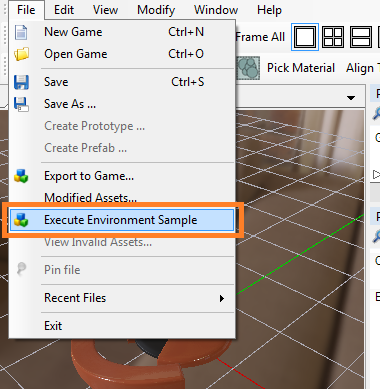 File Edit View Modify Window Help
New Game Ctrl+N
Frame All
Open Game Ctrl+O
Pick Material Align
Save Ctrl+S
Save As ...
Create Prototype ...
Create Prefab ...
Export to Game...
Modified Assets...
Execute Environment Sample
View Invalid Assets...
Pin file
Recent Files
Exit